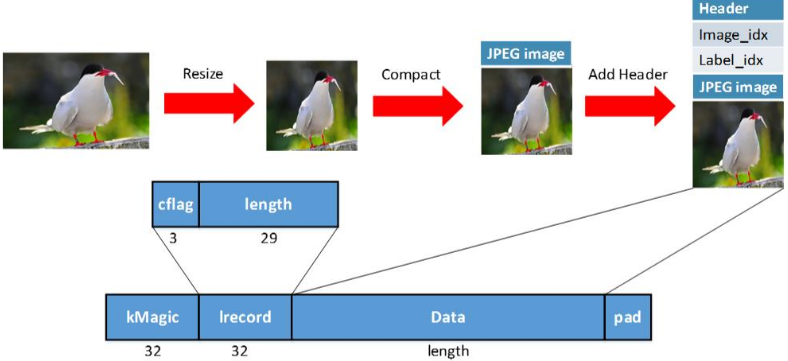 Header
Image_idx
Label_idx
JPEG image
Resize
Compact
JPEG image
Add Header
cflag
length
3
29
kMagic
lrecord
Data
pad
32
32
length